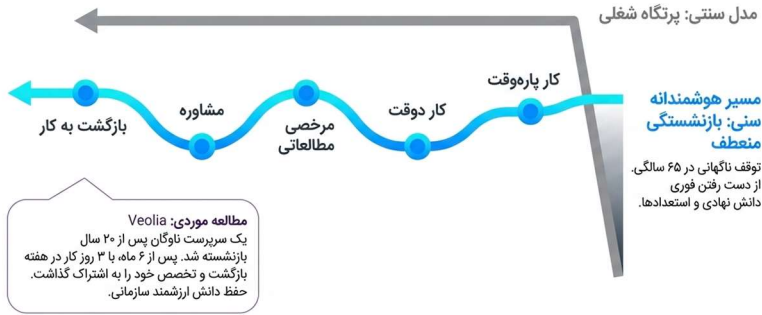 مدل سنتی: پرتگاه شغلی
مسیر هوشمندانه
سنی: بازنشستگی
منعطف
توقف ناگهانی در ۶۵ سالگی.
از دست رفتن فوری
دانش نهادی و استعدادها.
کار پاره‌وقت
کار دوقت
مرخصی
مطالعاتی
مشاوره
بازگشت به کار
مطالعه موردی: Veolia
یک سرپرست ناوگان پس از ۲۰ سال
بازنشسته شد. پس از ۶ ماه، با ۳ روز کار در هفته
بازگشت و تخصص خود را به اشتراک گذاشت.
حفظ دانش ارزشمند سازمانی.